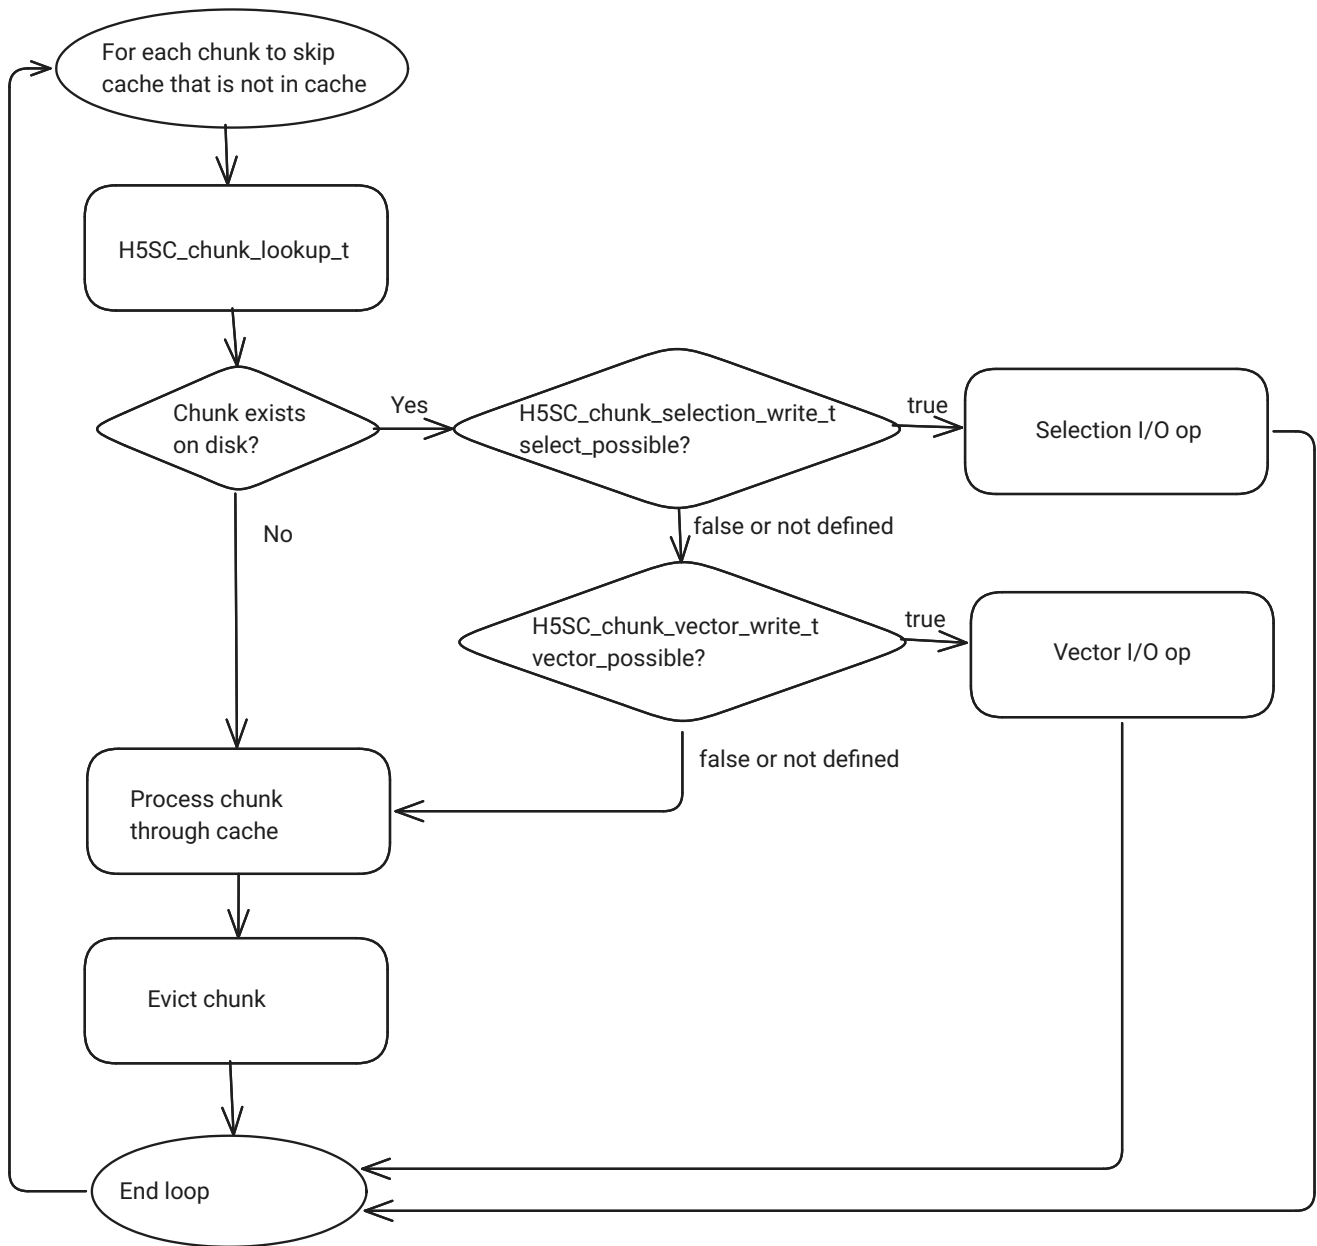 For each chunk to skip
cache that is not in cache
H5SC_chunk_lookup_t
Chunk exists
on disk?
Yes
H5SC_chunk_selection_write_t
select_possible?
true
Selection I/O op
No
false or not defined
H5SC_chunk_vector_write_t
vector_possible?
true
Vector I/O op
false or not defined
Process chunk
through cache
Evict chunk
End loop